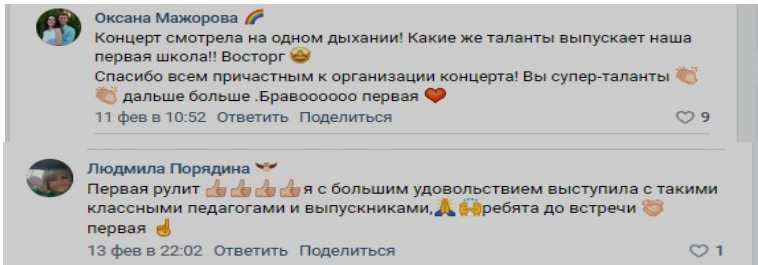 Оксана Мажорова 🌈
Концерт смотрела на одном дыхании! Какие же таланты выпускает наша
первая школа!! Восторг 🤩
Спасибо всем причастным к организации концерта! Вы супер-таланты 👏
👏 дальше больше .Бравоооооо первая ❤
11 фев в 10:52 Ответить Поделиться 9
Людмила Порядина
Первая рулит 👍👍👍👍я с большим удовольствием выступила с такими
классными педагогами и выпускниками,🙏🙌ребята до встречи 🤝
первая ☝
13 фев в 22:02 Ответить Поделиться 1